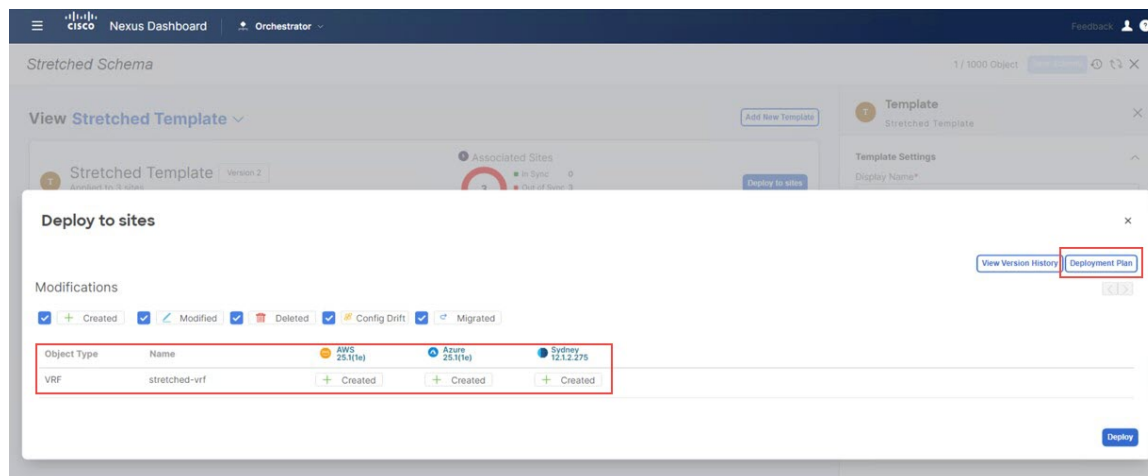 CISCO Nexus Dashboard Orchestrator Feedback
Stretched Schema 1 / 1000 Object
View Stretched Template Add New Template
Template
Stretched Template
Stretched Template Version 2
Applied to 3 sites
Associated Sites
In Sync 0
3 Out of Sync 3
Deploy to sites
Template Settings
Display Name*
Deploy to sites
View Version History Deployment Plan
Modifications
Created Modified Deleted Config Drift Migrated
Object Type Name AWS 25.1(1e) Azure 25.1(1e) Sydney 12.1.2.275
VRF stretched-vrf Created Created Created
Deploy